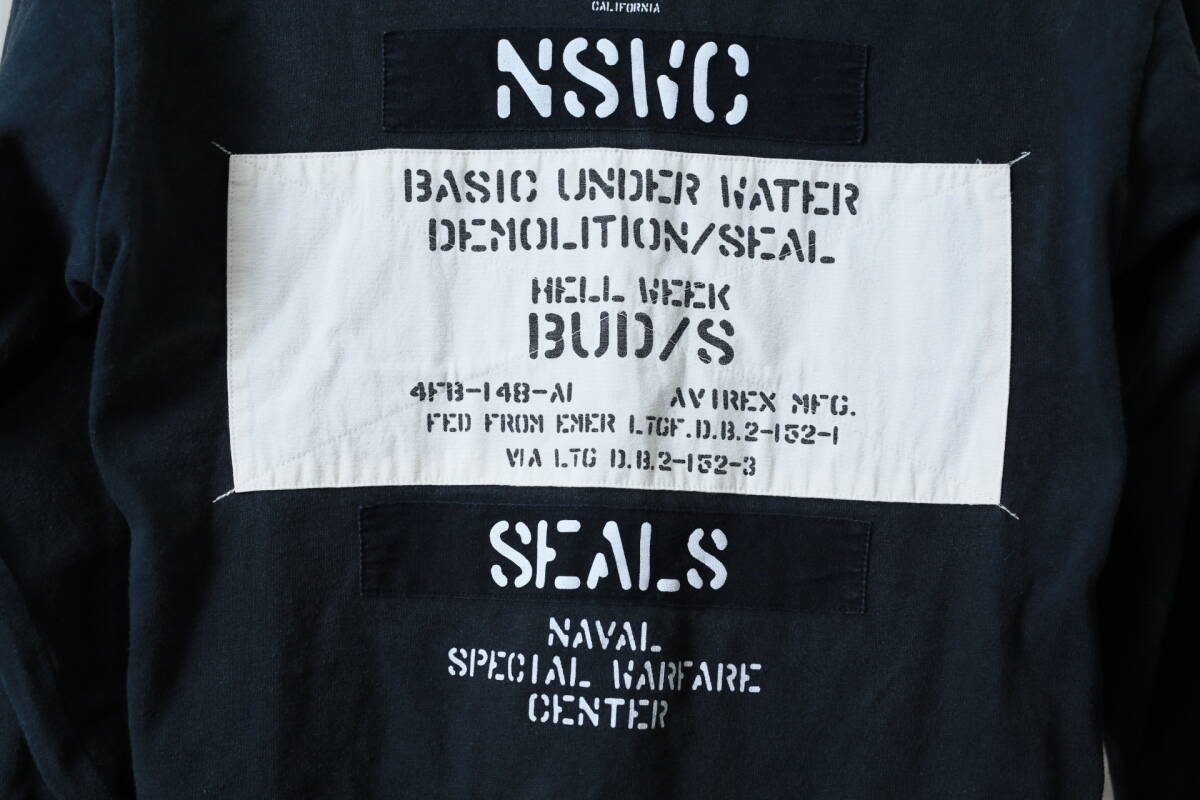 CALIFORNIA
NSWC
BASIC UNDER WATER
DEMOLITION/SEAL
HELL WEEK
BUD/S
4FB-148-A1 AVIREX MFG.
FED FROM EMER LTGF.D.B.2-152-1
VIA LTG D.B.2-152-3
SEALS
NAVAL
SPECIAL WARFARE
CENTER